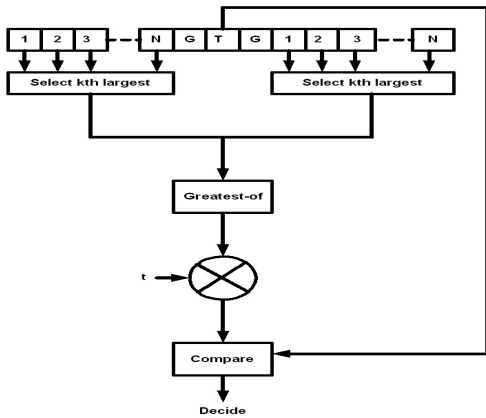 1 2 3 N G T G 1 2 3 N
Select kth largest Select kth largest
Greatest-of
t
Compare
Decide